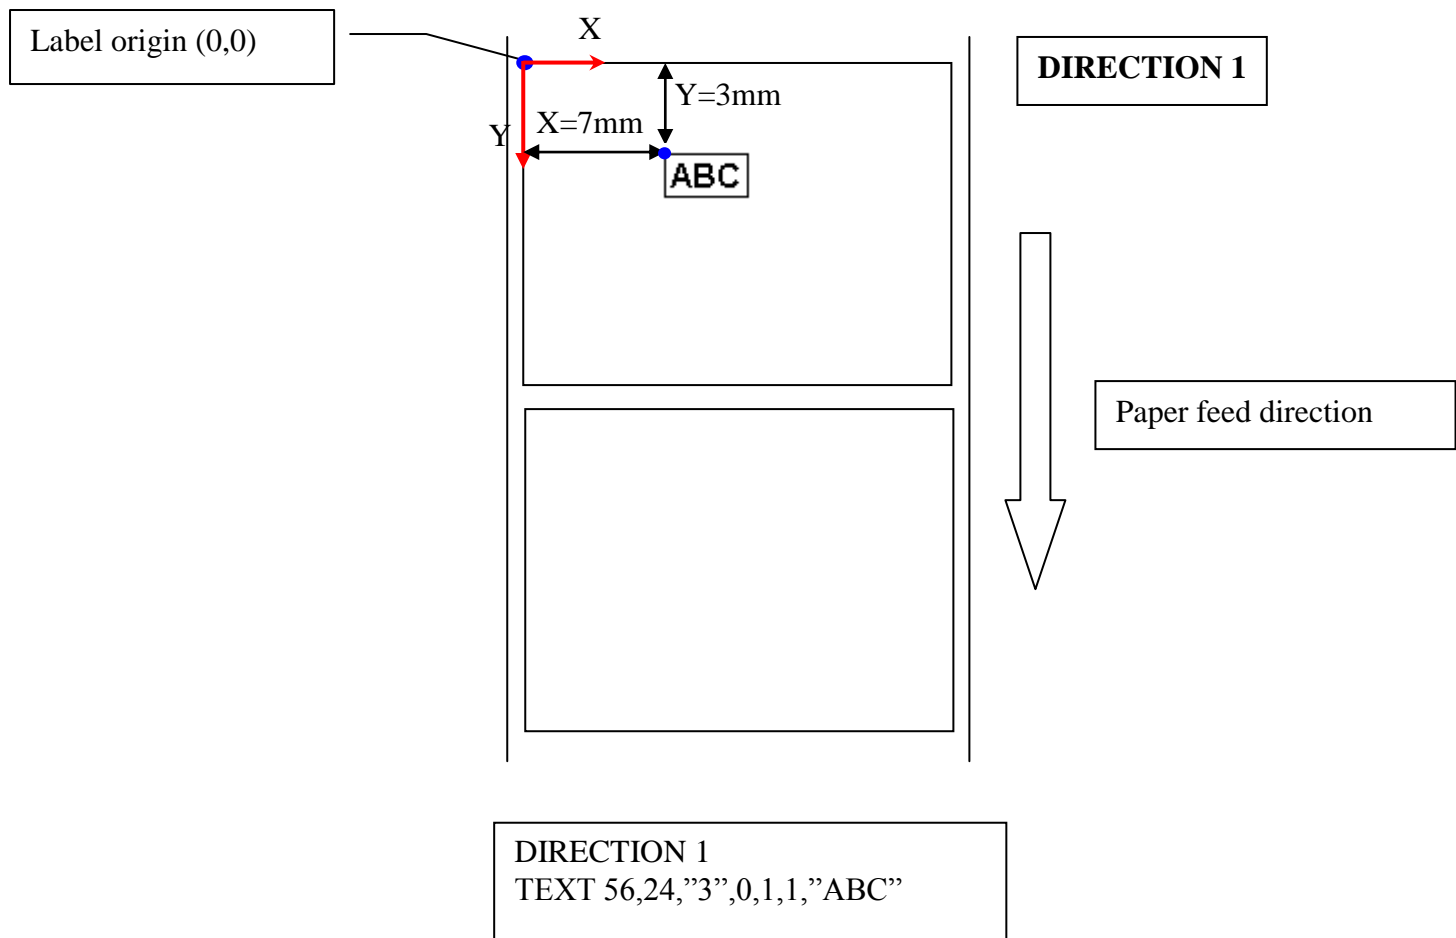 Label origin (0,0)
X
DIRECTION 1
Y=3mm
X=7mm
Y
ABC
Paper feed direction
DIRECTION 1
TEXT 56,24,”3”,0,1,1,”ABC”